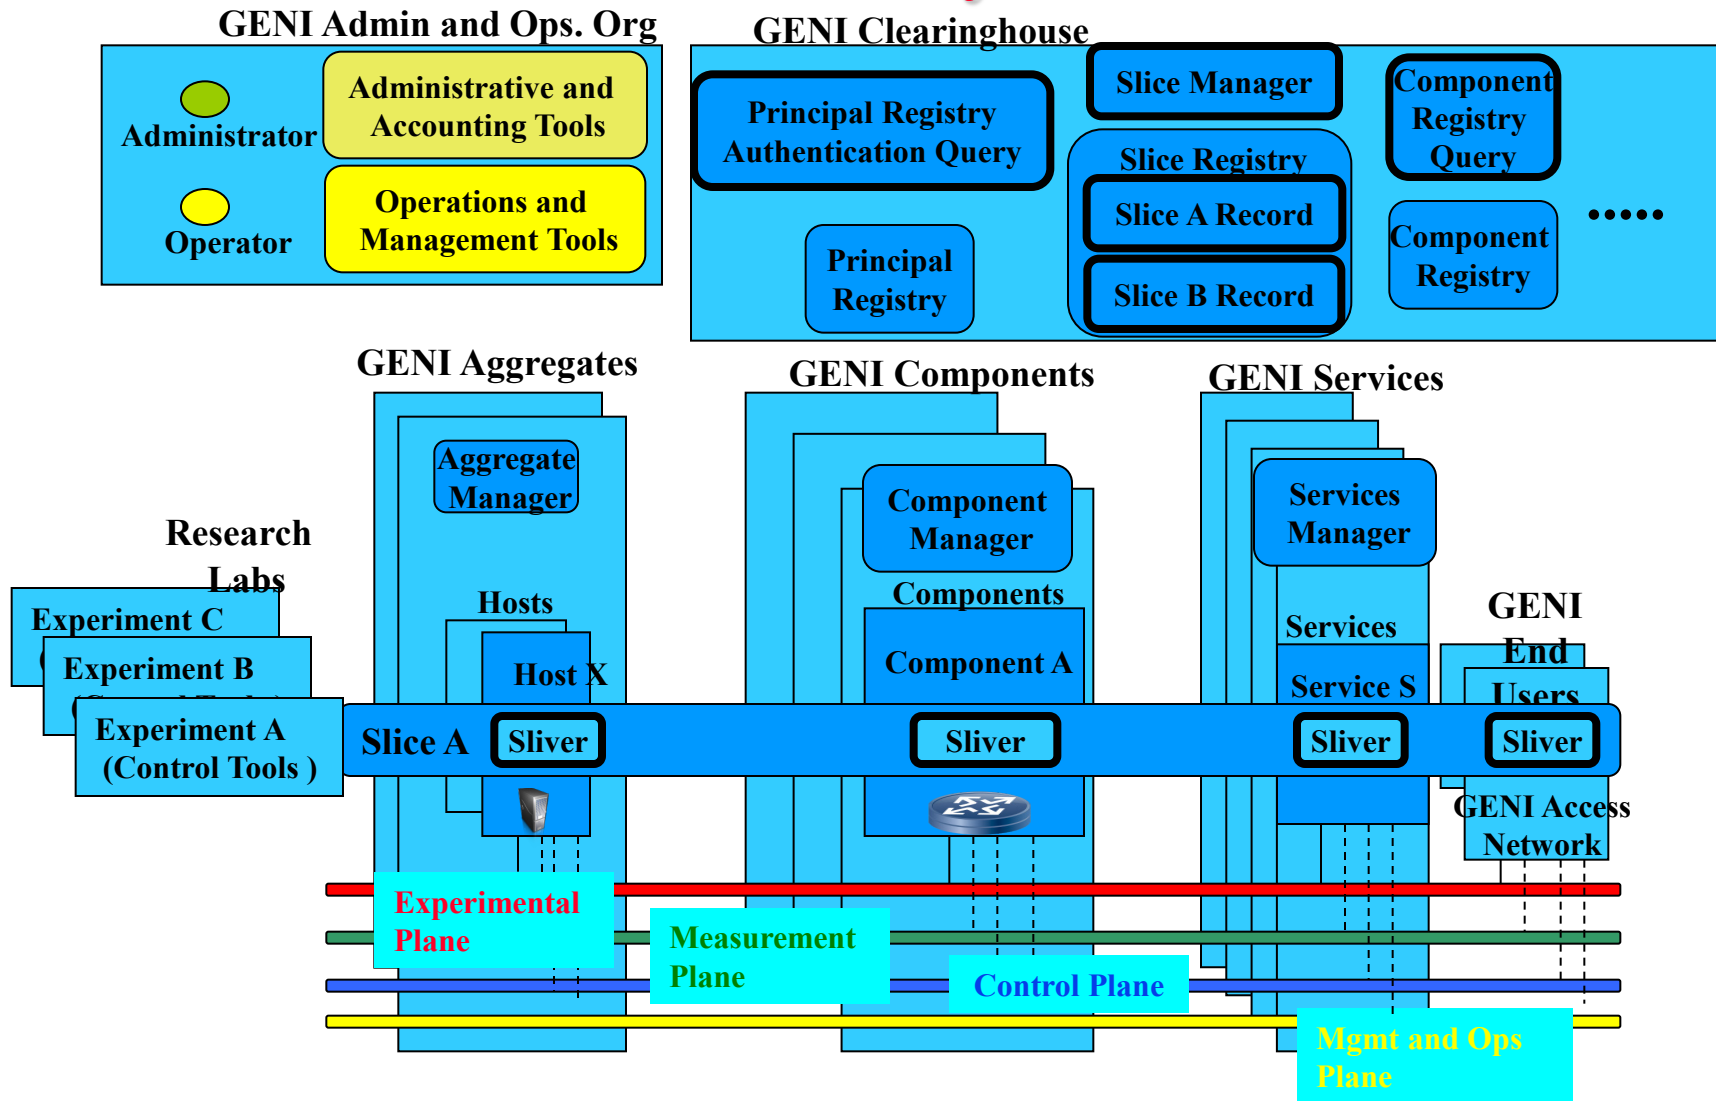 GENI Admin and Ops. Org
Administrator
Administrative and
Accounting Tools
Operator
Operations and
Management Tools
GENI Clearinghouse
Principal Registry
Authentication Query
Principal
Registry
Slice Manager
Slice Registry
Slice A Record
Slice B Record
Component
Registry
Query
Component
Registry
.....
GENI Aggregates
Aggregate
Manager
Hosts
Host X
GENI Components
Component
Manager
Components
Component A
GENI Services
Services
Manager
Services
Service S
Research
Labs
Experiment C
Experiment B
Experiment A
(Control Tools )
GENI
End
Users
Slice A
Sliver
Sliver
Sliver
Sliver
GENI Access
Network
Experimental
Plane
Measurement
Plane
Control Plane
Mgmt and Ops
Plane